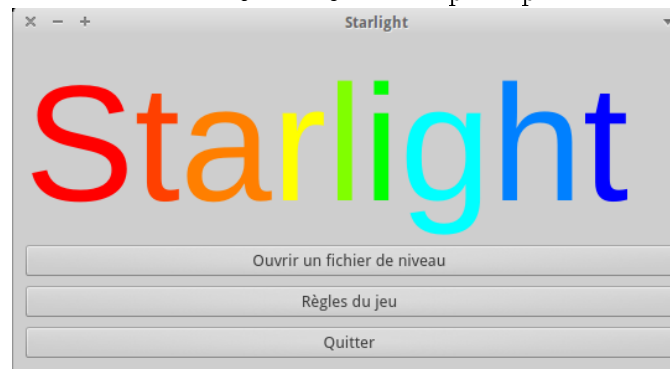 Starlight
Starlight
Ouvrir un fichier de niveau
Règles du jeu
Quitter